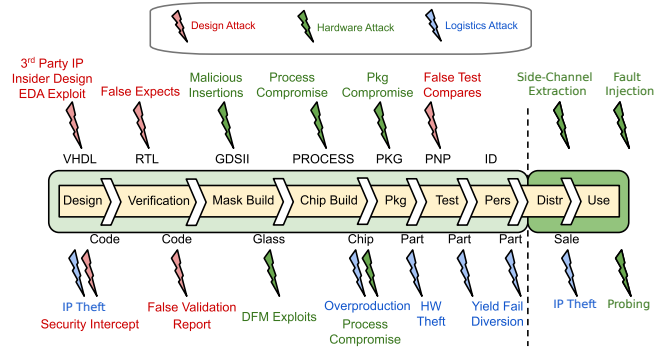 Design Attack
Hardware Attack
Logistics Attack
3rd Party IP
Insider Design
EDA Exploit
False Expects
Malicious
Insertions
Process
Compromise
Pkg
Compromise
False Test
Compares
Side-Channel
Extraction
Fault
Injection
VHDL
RTL
GDSII
PROCESS
PKG
PNP
ID
Design
Verification
Mask Build
Chip Build
Pkg
Test
Pers
Distr
Use
Code
Code
Glass
Chip
Part
Part
Part
Sale
IP Theft
Security Intercept
False Validation
Report
DFM Exploits
Overproduction
Process
Compromise
HW
Theft
Yield Fail
Diversion
IP Theft
Probing